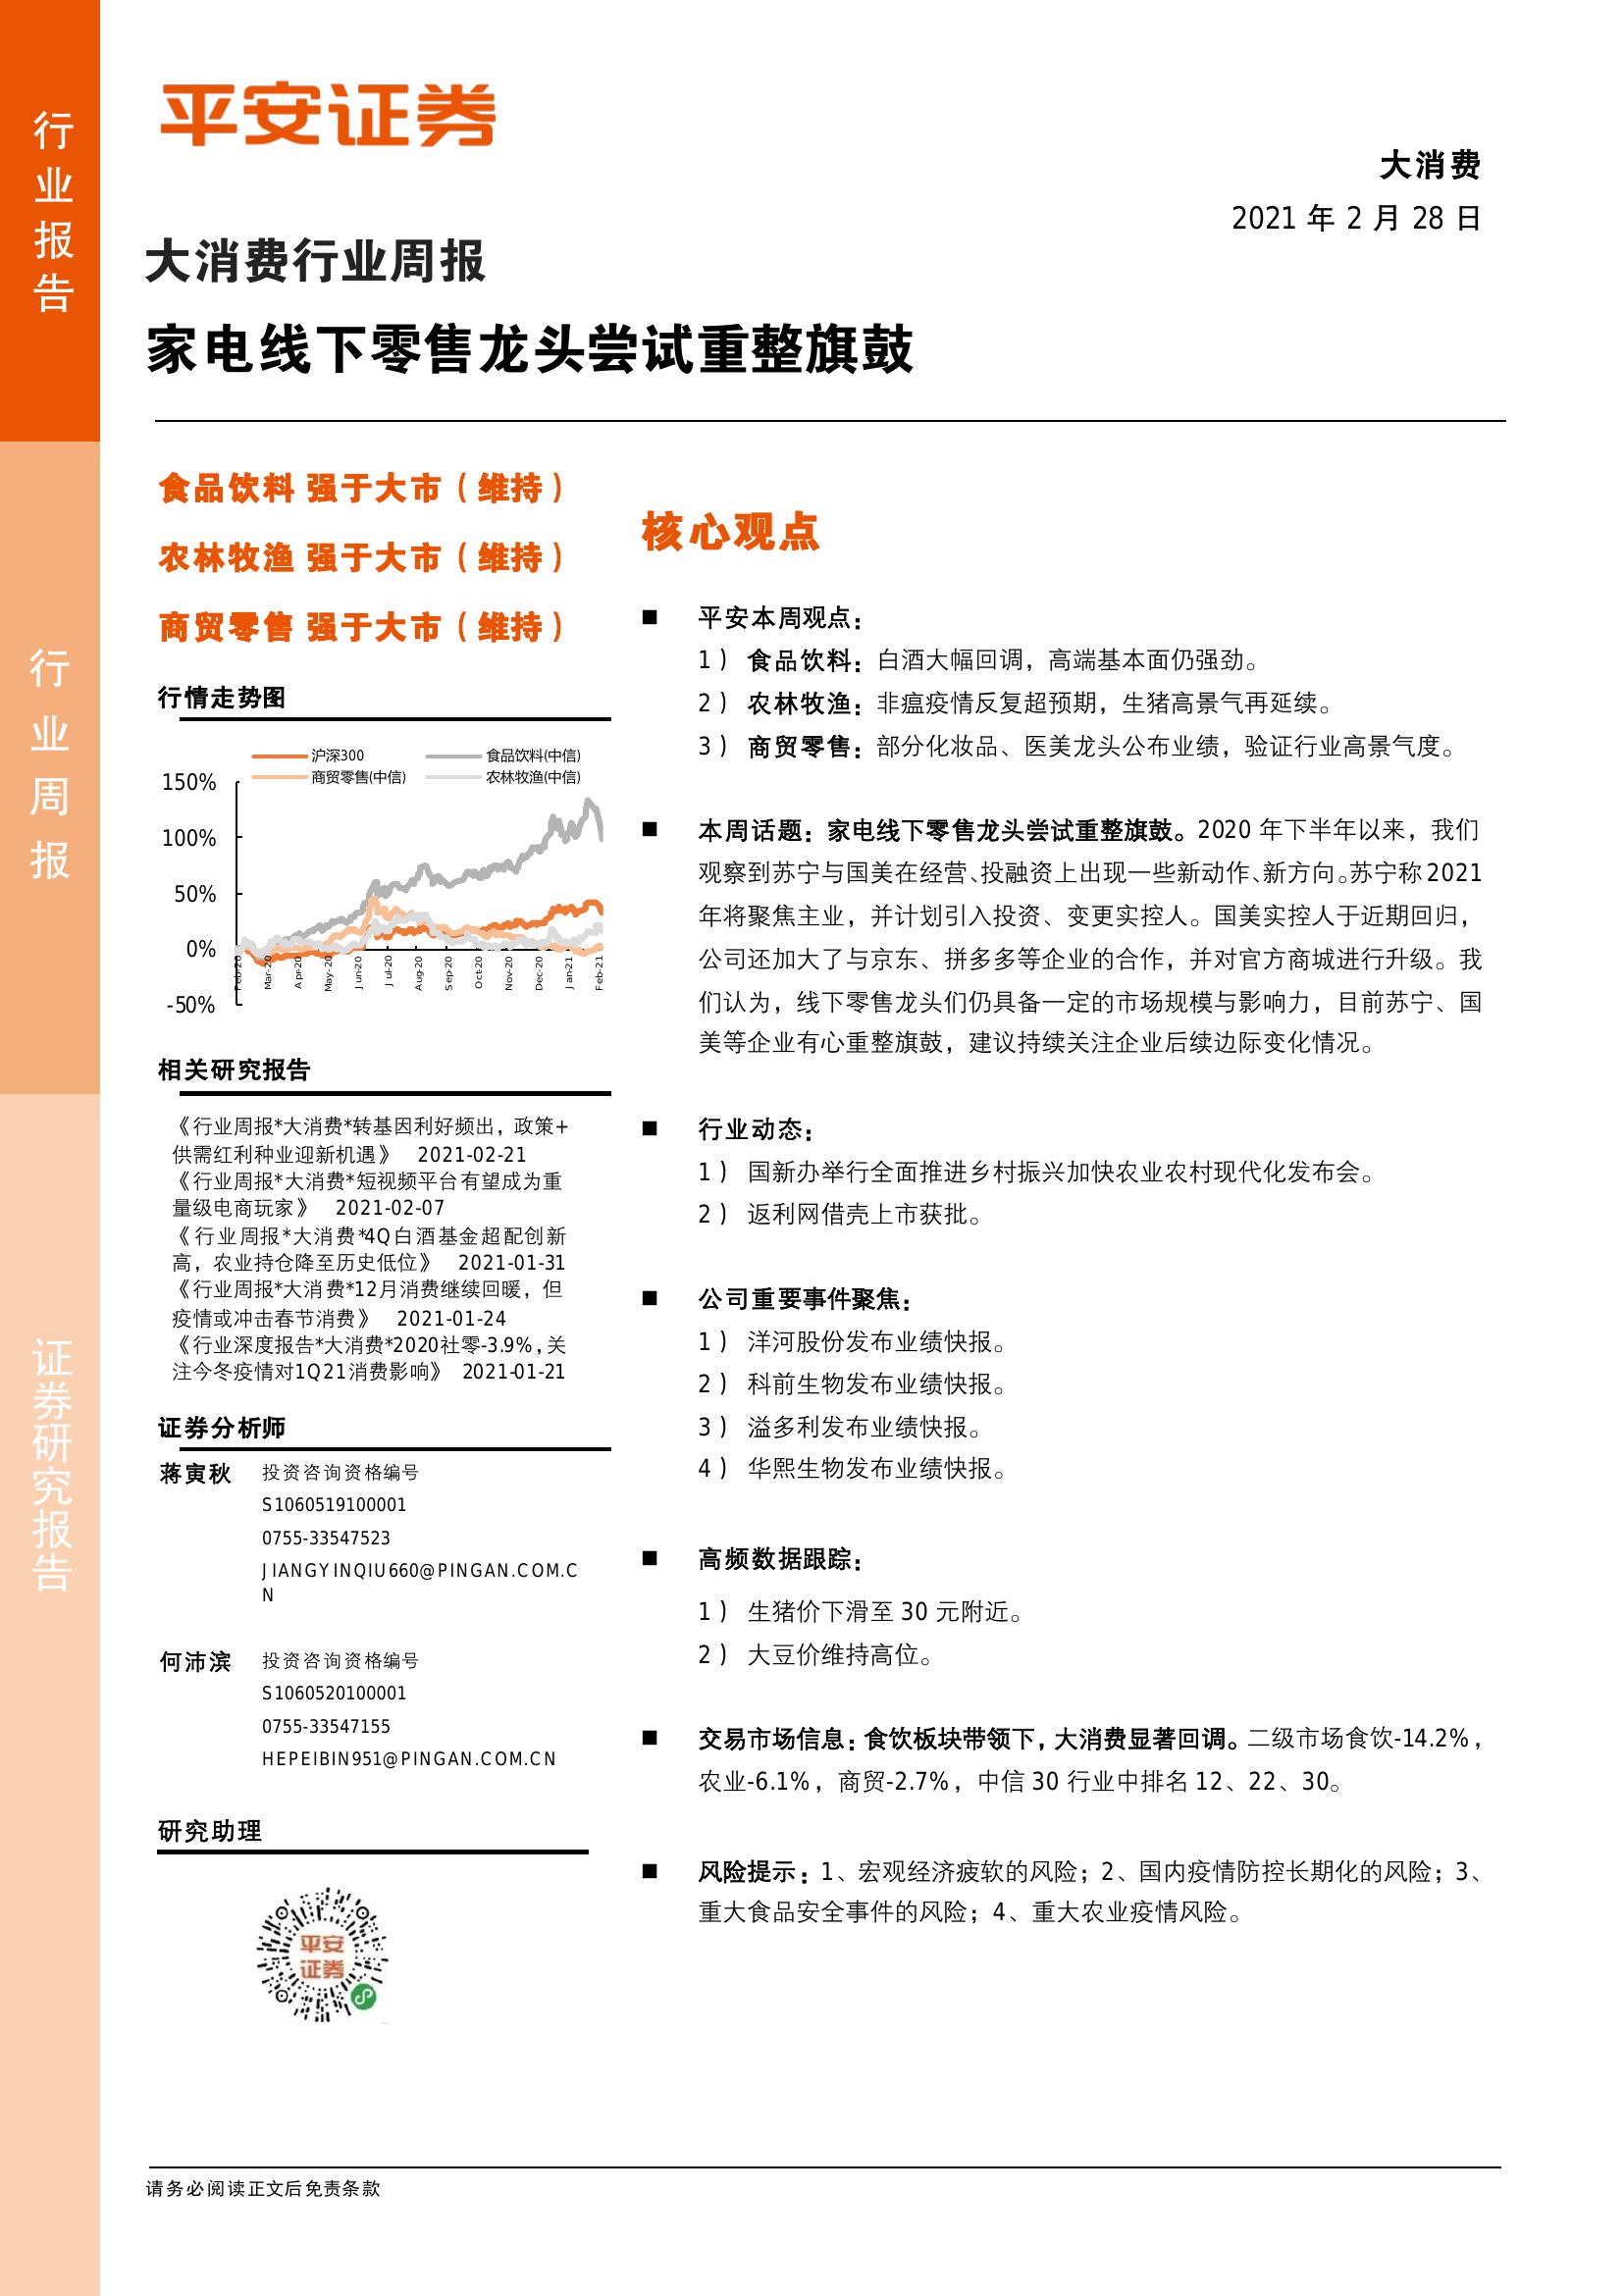 行业报告
行业周报
证券研究报告
平安证券
大消费
2021 年 2 月 28 日
大消费行业周报
家电线下零售龙头尝试重整旗鼓
食品饮料 强于大市（维持）
农林牧渔 强于大市（维持）
商贸零售 强于大市（维持）
行情走势图
沪深300 食品饮料(中信)
商贸零售(中信) 农林牧渔(中信)
150%
100%
50%
0%
-50%
Feb-20 Mar-20 Apr-20 May-20 Jun-20 Jul-20 Aug-20 Sep-20 Oct-20 Nov-20 Dec-20 Jan-21 Feb-21
相关研究报告
《行业周报*大消费*转基因利好频出，政策+
供需红利种业迎新机遇》 2021-02-21
《行业周报*大消费*短视频平台有望成为重
量级电商玩家》 2021-02-07
《行业周报*大消费*4Q白酒基金超配创新
高，农业持仓降至历史低位》 2021-01-31
《行业周报*大消费*12月消费继续回暖，但
疫情或冲击春节消费》 2021-01-24
《行业深度报告*大消费*2020社零-3.9%，关
注今冬疫情对1Q21消费影响》 2021-01-21
证券分析师
蒋寅秋 投资咨询资格编号
S1060519100001
0755-33547523
JIANGYINQIU660@PINGAN.COM.C
N
何沛滨 投资咨询资格编号
S1060520100001
0755-33547155
HEPEIBIN951@PINGAN.COM.CN
研究助理
平安
证券
核心观点
■ 平安本周观点：
1） 食品饮料：白酒大幅回调，高端基本面仍强劲。
2） 农林牧渔：非瘟疫情反复超预期，生猪高景气再延续。
3） 商贸零售：部分化妆品、医美龙头公布业绩，验证行业高景气度。
■ 本周话题：家电线下零售龙头尝试重整旗鼓。2020 年下半年以来，我们
观察到苏宁与国美在经营、投融资上出现一些新动作、新方向。苏宁称 2021
年将聚焦主业，并计划引入投资、变更实控人。国美实控人于近期回归，
公司还加大了与京东、拼多多等企业的合作，并对官方商城进行升级。我
们认为，线下零售龙头们仍具备一定的市场规模与影响力，目前苏宁、国
美等企业有心重整旗鼓，建议持续关注企业后续边际变化情况。
■ 行业动态：
1） 国新办举行全面推进乡村振兴加快农业农村现代化发布会。
2） 返利网借壳上市获批。
■ 公司重要事件聚焦：
1） 洋河股份发布业绩快报。
2） 科前生物发布业绩快报。
3） 溢多利发布业绩快报。
4） 华熙生物发布业绩快报。
■ 高频数据跟踪：
1） 生猪价下滑至 30 元附近。
2） 大豆价维持高位。
■ 交易市场信息：食饮板块带领下，大消费显著回调。二级市场食饮-14.2%，
农业-6.1%，商贸-2.7%，中信 30 行业中排名 12、22、30。
■ 风险提示：1、宏观经济疲软的风险；2、国内疫情防控长期化的风险；3、
重大食品安全事件的风险；4、重大农业疫情风险。
请务必阅读正文后免责条款